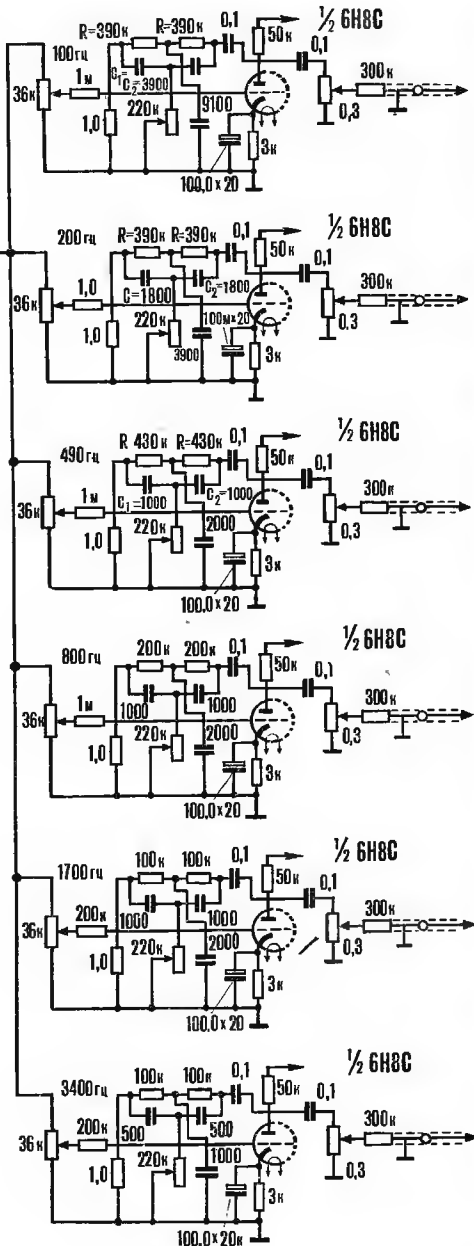 R=390к R=390к 0,1 ½ 6Н8С
100гц 50к 0,1
1м C₁=C₂=3900 300к
36к 220к 9100 0,3
1,0 3к
100,0×20
½ 6Н8С
200гц R=390к R=390к 0,1 50к 0,1
1,0 C=1800 C₂=1800 300к
36к 220к 100м×20 0,3
1,0 3900 3к
½ 6Н8С
490гц R 430к R=430к 0,1 50к 0,1
1м C₁=1000 C₂=1000 300к
36к 220к 2000 0,3
1,0 3к
100,0×20
½ 6Н8С
800гц 200к 200к 0,1 50к 0,1
1м 1000 1000 300к
36к 220к 2000 0,3
1,0 3к
100,0×20
½ 6Н8С
1700гц 100к 100к 0,1 50к 0,1
200к 1000 1000 300к
36к 220к 2000 0,3
1,0 3к
100,0×20
½ 6Н8С
3400гц 100к 100к 0,1 50к 0,1
200к 500 500 300к
36к 220к 1000 0,3
1,0 3к
100,0×20к